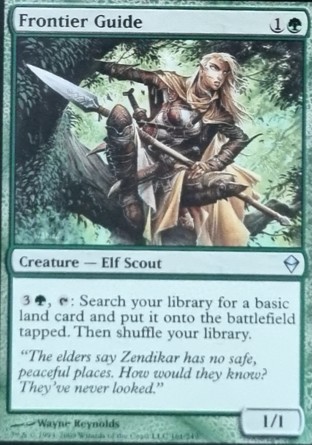 Frontier Guide 1
Creature — Elf Scout
3, : Search your library for a basic
land card and put it onto the battlefield
tapped. Then shuffle your library.
"The elders say Zendikar has no safe,
peaceful places. How would they know?
They've never looked."
Wayne Reynolds
1/1